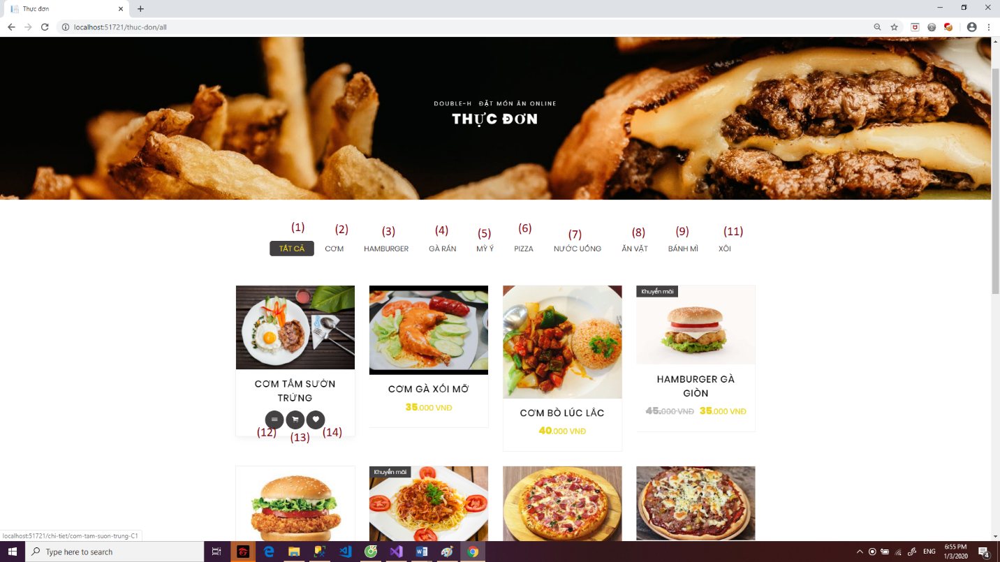 Thực đơn
localhost:51721/thuc-don/all
DOUBLE-H ĐẶT MÓN ĂN ONLINE
THỰC ĐƠN
(1) (2) (3) (4) (5) (6) (7) (8) (9) (11)
TẤT CẢ CƠM HAMBURGER GÀ RÁN MỲ Ý PIZZA NƯỚC UỐNG ĂN VẶT BÁNH MÌ XÔI
Khuyến mãi
CƠM TẤM SƯỜN
TRỨNG
(12) (13) (14)
CƠM GÀ XỐI MỠ
35.000 VNĐ
CƠM BÒ LÚC LẮC
40.000 VNĐ
HAMBURGER GÀ
GIÒN
45.000 VNĐ 35.000 VNĐ
Khuyến mãi
localhost:51721/chi-tiet/com-tam-suon-trung-C1
Type here to search
ENG
6:55 PM
1/3/2020
4